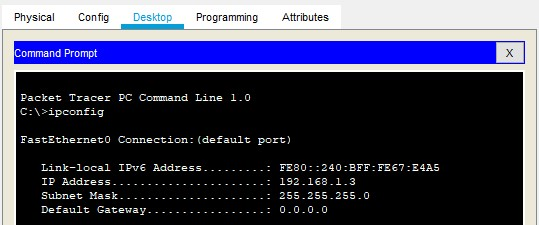 Physical Config Desktop Programming Attributes
Command Prompt X
Packet Tracer PC Command Line 1.0
C:\>ipconfig
FastEthernet0 Connection:(default port)
Link-local IPv6 Address.........: FE80::240:BFF:FE67:E4A5
IP Address......................: 192.168.1.3
Subnet Mask.....................: 255.255.255.0
Default Gateway.................: 0.0.0.0